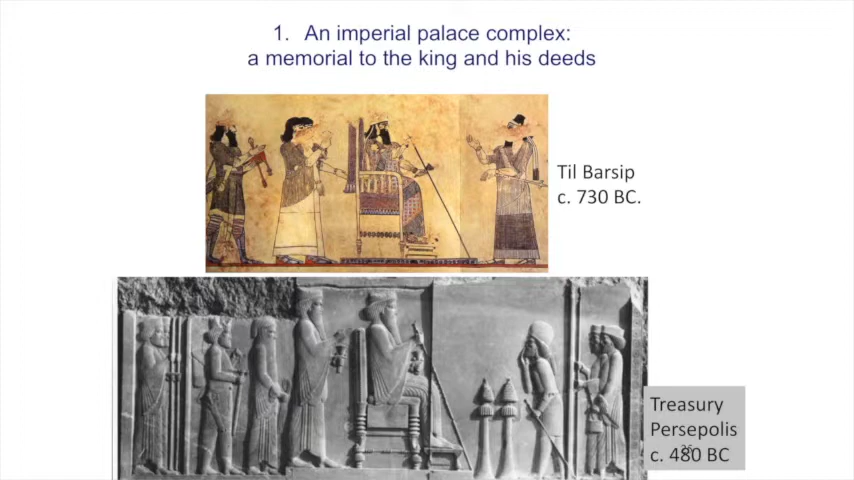 1. An imperial palace complex:
a memorial to the king and his deeds
Til Barsip
c. 730 BC.
Treasury
Persepolis
c. 480 BC